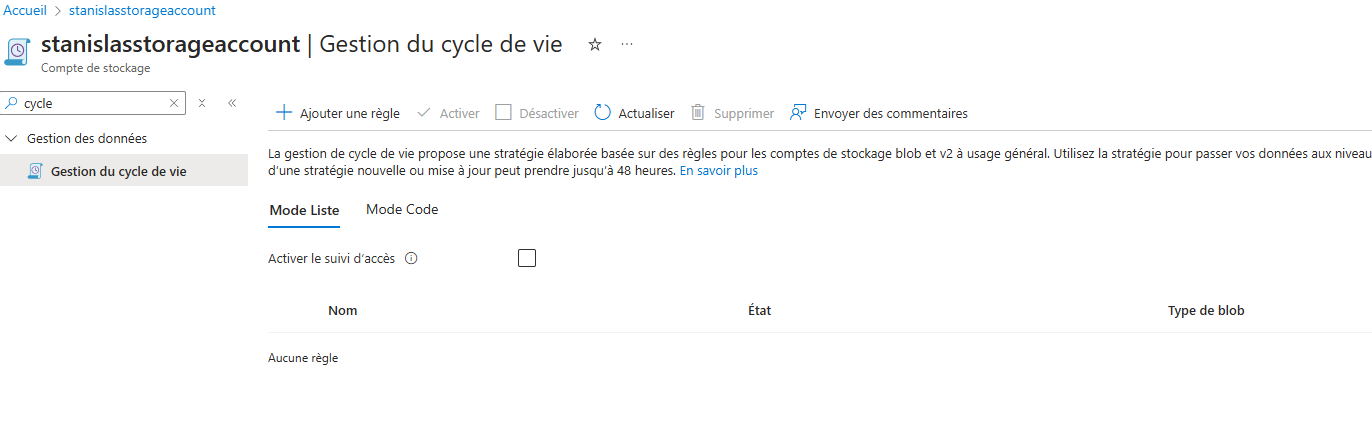 Accueil > stanislasstorageaccount
stanislasstorageaccount | Gestion du cycle de vie
Compte de stockage
cycle
Ajouter une règle Activer Désactiver Actualiser Supprimer Envoyer des commentaires
Gestion des données
Gestion du cycle de vie
La gestion de cycle de vie propose une stratégie élaborée basée sur des règles pour les comptes de stockage blob et v2 à usage général. Utilisez la stratégie pour passer vos données aux niveau
d'une stratégie nouvelle ou mise à jour peut prendre jusqu'à 48 heures. En savoir plus
Mode Liste Mode Code
Activer le suivi d'accès
Nom État Type de blob
Aucune règle